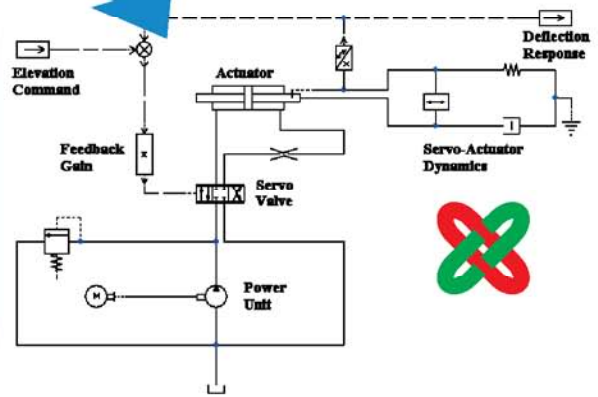 Deflection
Response
Elevation
Command
Actuator
Feedback
Gain
x
Servo-Actuator
Dynamics
Servo
Valve
M
Power
Unit